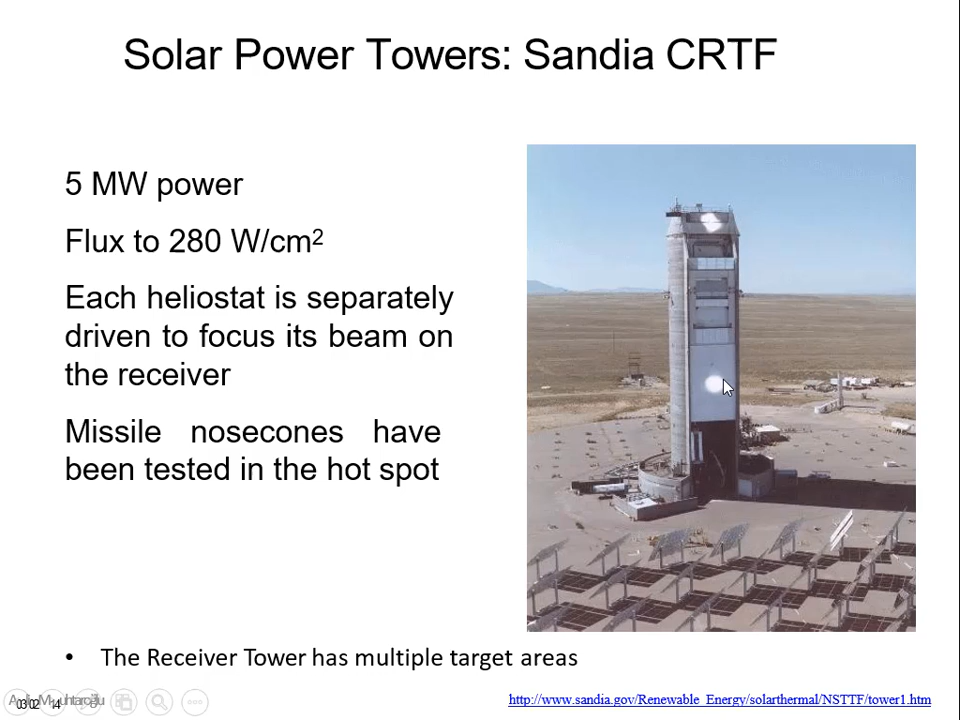 Solar Power Towers: Sandia CRTF
5 MW power
Flux to 280 W/cm²
Each heliostat is separately
driven to focus its beam on
the receiver
Missile nosecones have
been tested in the hot spot
• The Receiver Tower has multiple target areas
http://www.sandia.gov/Renewable_Energy/solarthermal/NSTTF/tower1.htm